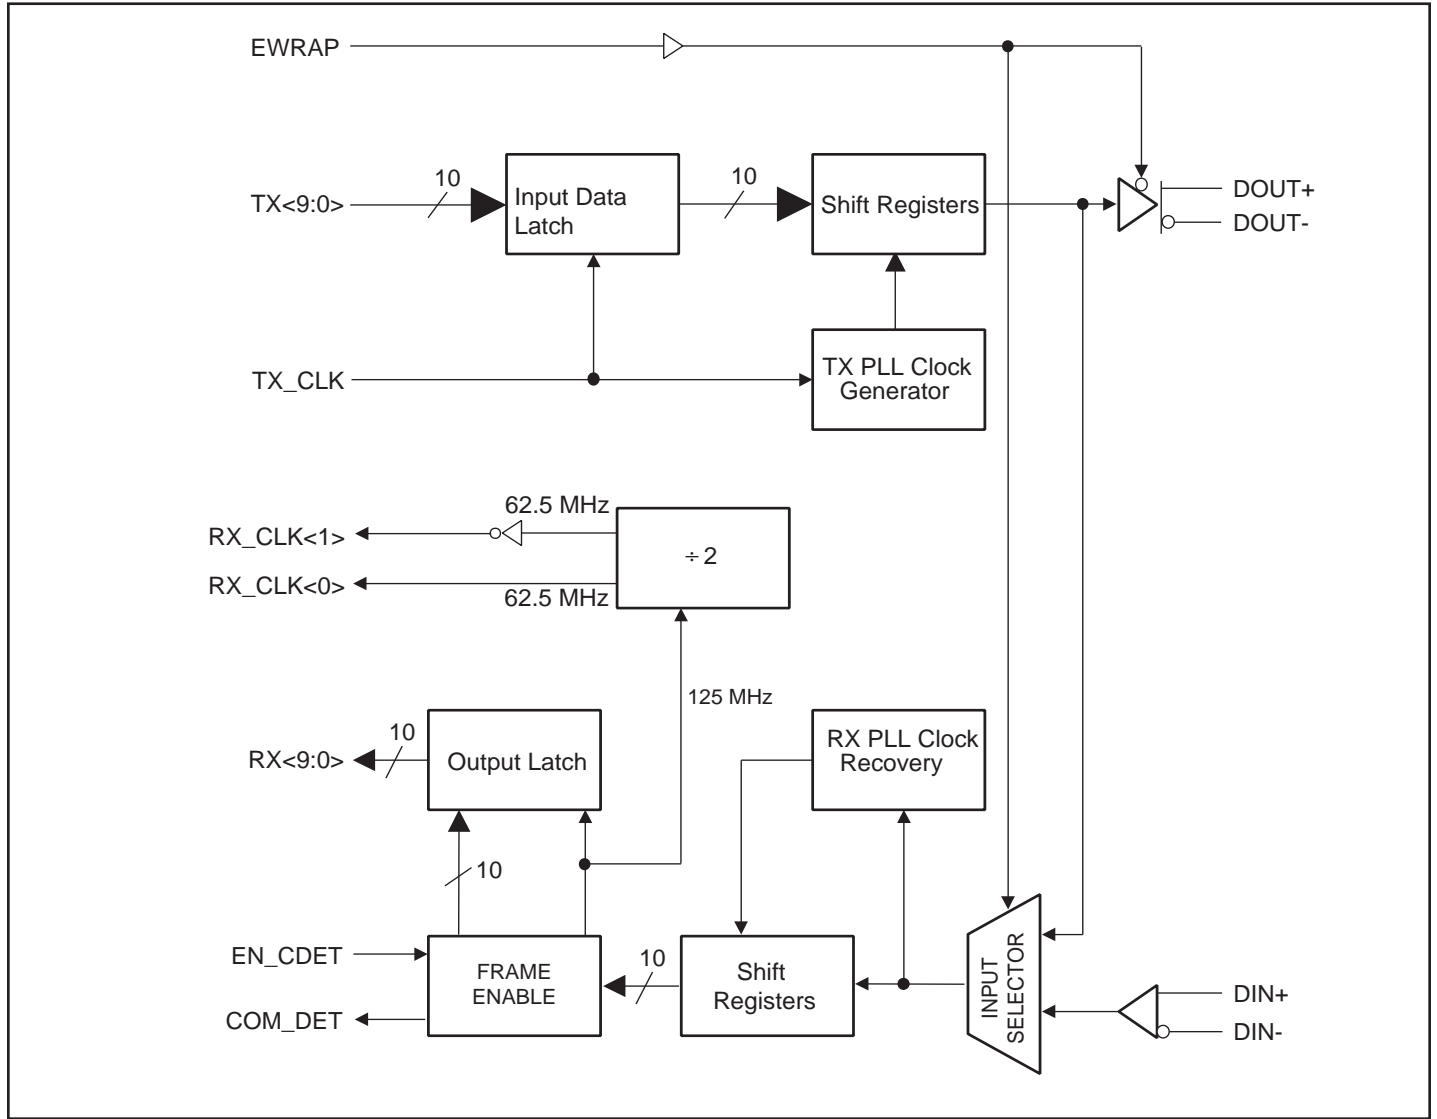 EWRAP
TX<9:0>
10
Input Data
Latch
10
Shift Registers
DOUT+
DOUT-
TX_CLK
TX PLL Clock
Generator
RX_CLK<1>
62.5 MHz
÷2
RX_CLK<0>
62.5 MHz
125 MHz
RX<9:0>
10
Output Latch
RX PLL Clock
Recovery
10
EN_CDET
COM_DET
FRAME
ENABLE
10
Shift
Registers
INPUT
SELECTOR
DIN+
DIN-